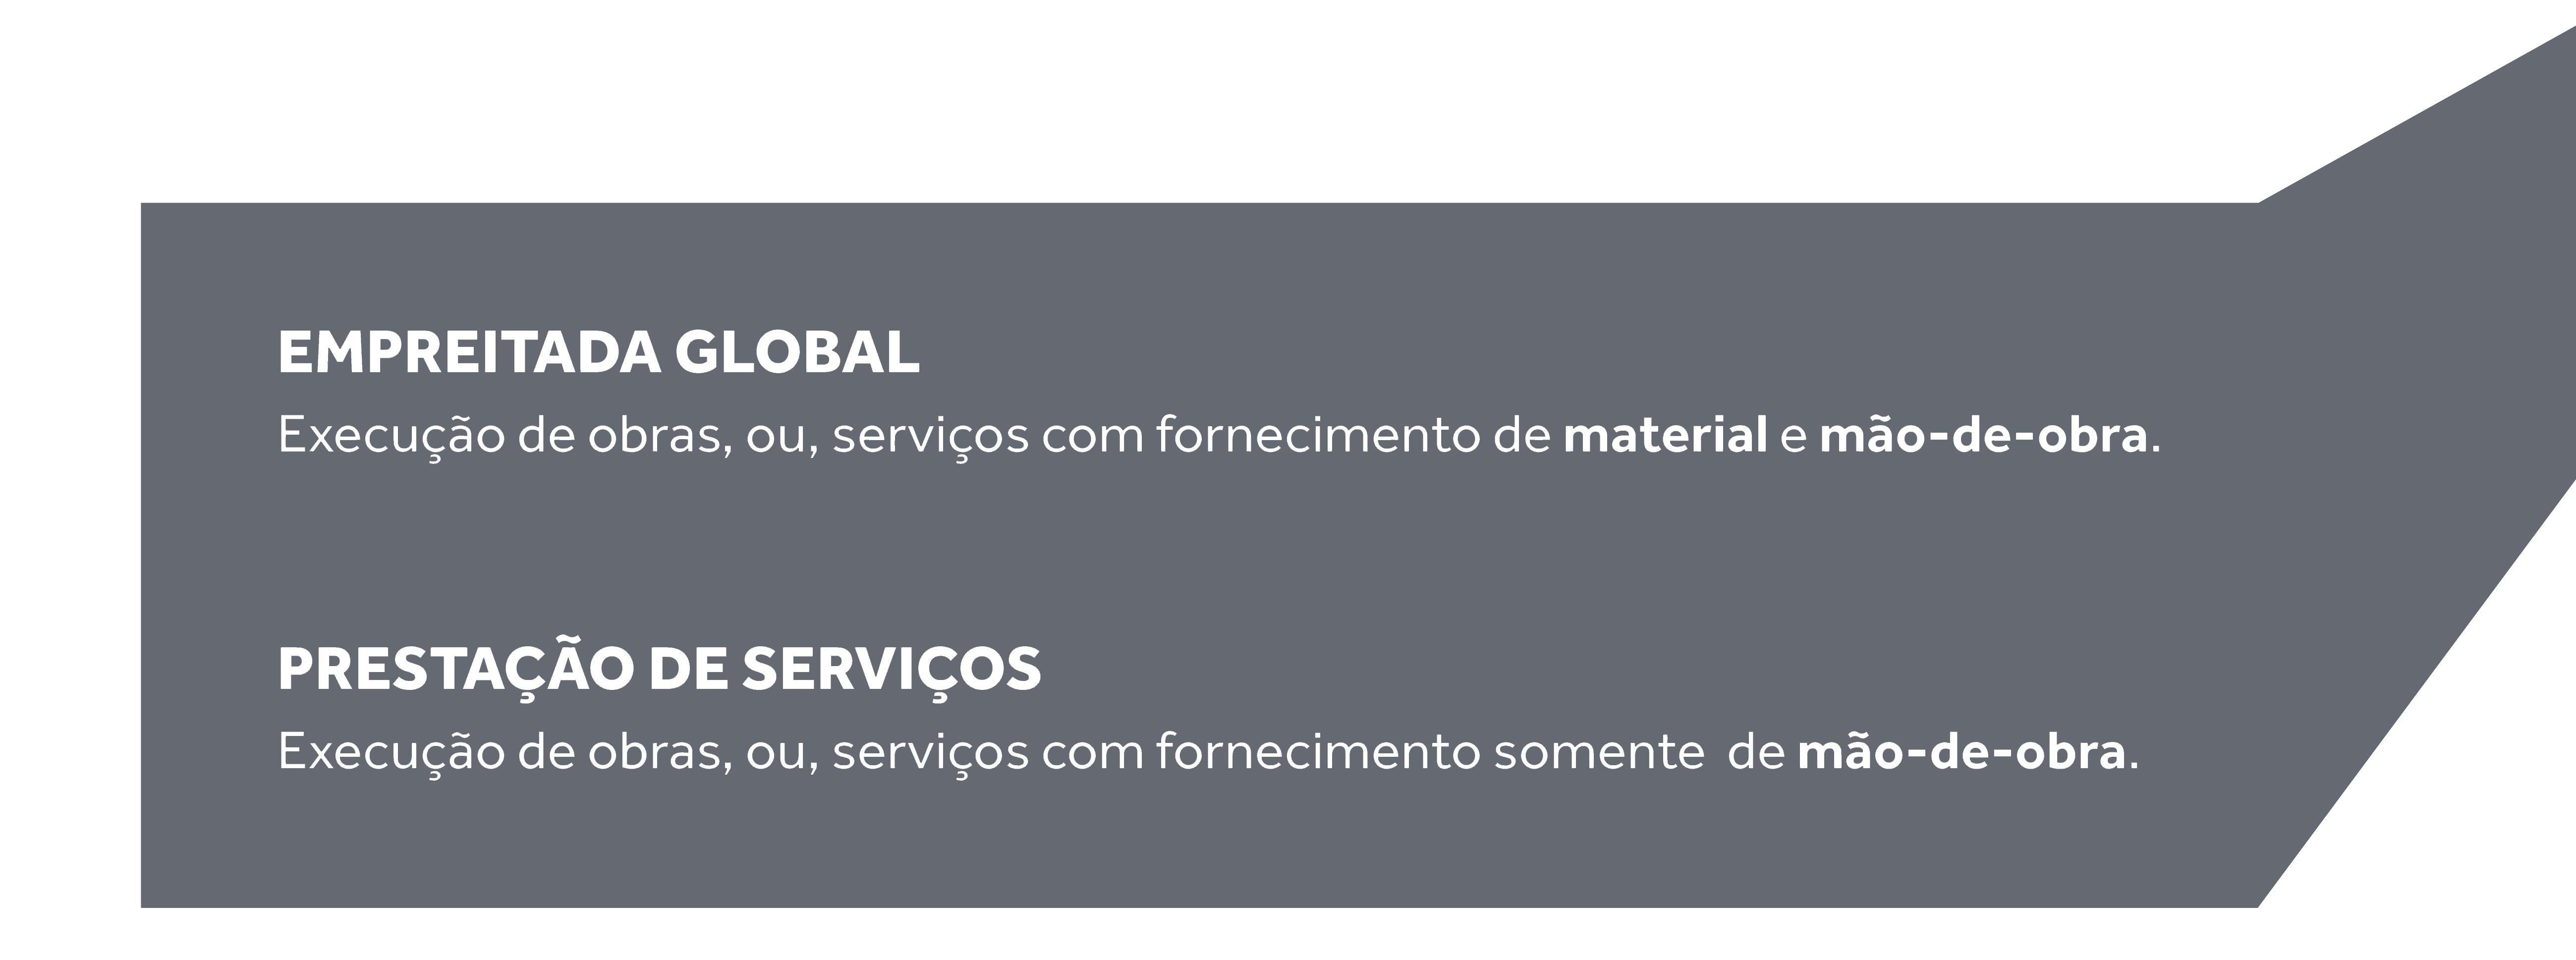 EMPREITADA GLOBAL
Execução de obras, ou, serviços com fornecimento de material e mão-de-obra.
PRESTAÇÃO DE SERVIÇOS
Execução de obras, ou, serviços com fornecimento somente  de mão-de-obra.